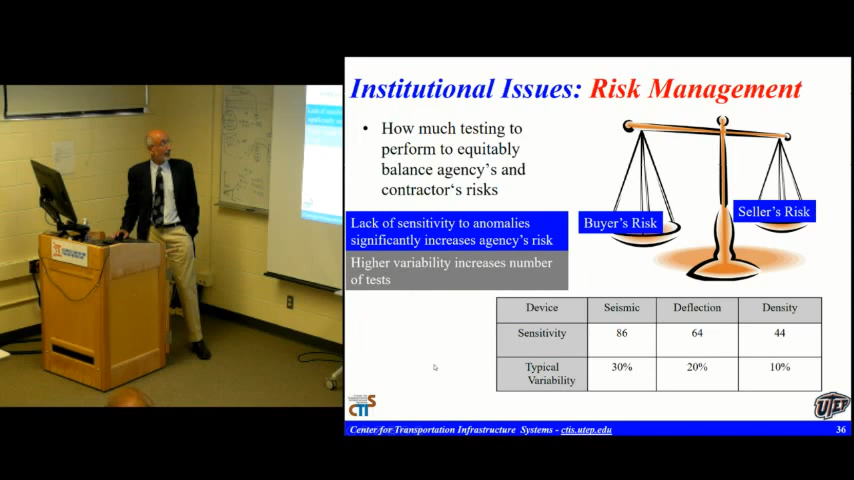 Institutional Issues: Risk Management
• How much testing to
perform to equitably
balance agency's and
contractor's risks
Lack of sensitivity to anomalies
significantly increases agency's risk
Higher variability increases number
of tests
Buyer's Risk
Seller's Risk
Device Seismic Deflection Density
Sensitivity 86 64 44
Typical 30% 20% 10%
Variability
CTIS
UTEP
Center for Transportation Infrastructure Systems - ctis.utep.edu 36